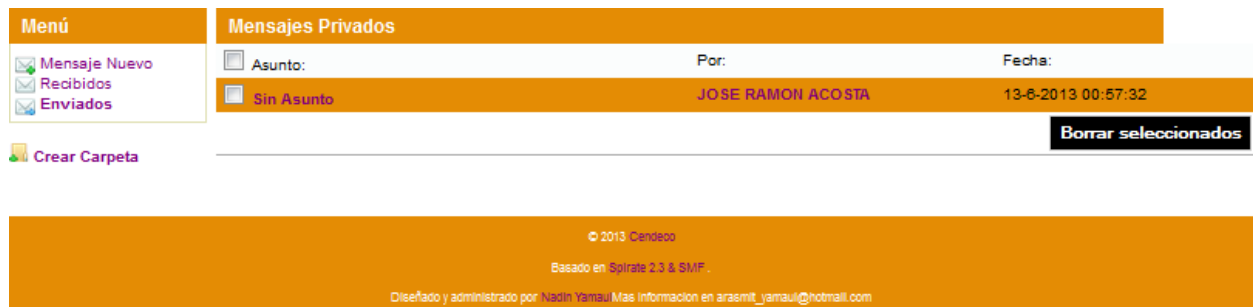 Menú
Mensaje Nuevo
Recibidos
Enviados
Crear Carpeta
Mensajes Privados
Asunto: Por: Fecha:
Sin Asunto JOSE RAMON ACOSTA 13-6-2013 00:57:32
Borrar seleccionados
© 2013 Cendeco
Basado en Spirate 2.3 & SMF .
Diseñado y administrado por Nadin YamaulMas informacion en arasmit_yamaul@hotmail.com